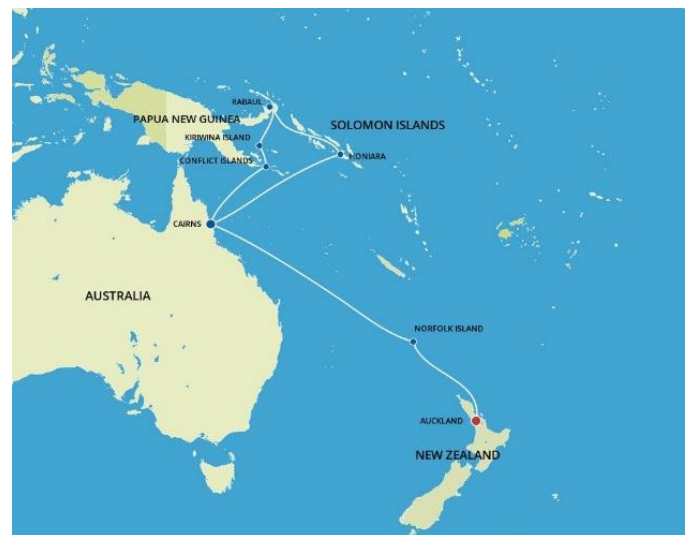 RABAUL
PAPUA NEW GUINEA
SOLOMON ISLANDS
KIRIWINA ISLAND
CONFLICT ISLANDS
HONIARA
CAIRNS
AUSTRALIA
NORFOLK ISLAND
AUCKLAND
NEW ZEALAND